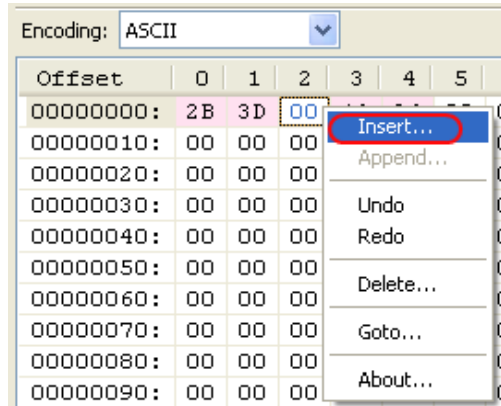 Encoding: ASCII
Offset 0 1 2 3 4 5
00000000: 2B 3D 00
00000010: 00 00 00
00000020: 00 00 00
00000030: 00 00 00
00000040: 00 00 00
00000050: 00 00 00
00000060: 00 00 00
00000070: 00 00 00
00000080: 00 00 00
00000090: 00 00 00
Insert...
Append...
Undo
Redo
Delete...
Goto...
About...